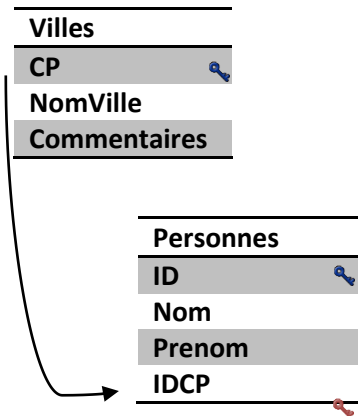 Villes
CP
NomVille
Commentaires
Personnes
ID
Nom
Prenom
IDCP